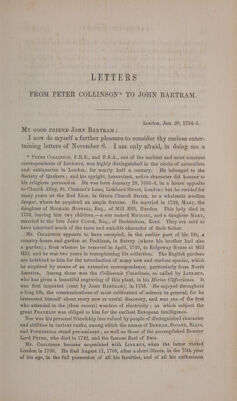 LETTERS
FROM PETER COLLINSON* TO JOHN BARTRAM.
London, Jan. 20, 1734-5.
MY GOOD FRIEND JOHN BARTRAM:
I now do myself a further pleasure to consider thy curious enter-
taining letters of November 6. I am only afraid, in doing me a
* PETER COLLINSON, F.R.S., and F.S.A., one of the earliest and most constant
correspondents of LINNÆUS, was highly distinguished in the circle of naturalists
and antiquaries in London, for nearly half a century. He belonged to the
Society of Quakers; and his upright, benevolent, active character did honour to
his religious persuasion. He was born January 28, 1693-4, in a house opposite
to Church Alley, St. Clement's Lane, Lombard Street, London; but he resided for
many years at the Red Lion, in Grace Church Street, as a wholesale woollen
draper, where he acquired an ample fortune. He married in 1724, MARY, the
daughter of MICHAEL RUSSELL, Esq., of Mill Hill, Hendon. This lady died in
1753, leaving him two children,—a son named MICHAEL, and a daughter MARY,
married to the late JOHN CATOR, Esq., of Beckenham, Kent. They are said to
have inherited much of the taste and amiable character of their father.
Mr. COLLINSON appears to have occupied, in the earlier part of his life, a
country-house and garden at Peckham, in Surrey (where his brother had also
a garden); from whence he removed in April, 1749, to Ridgeway House at Mill
Hill, and he was two years in transplanting his collection. The English gardens
are indebted to him for the introduction of many new and curious species, which
he acquired by means of an extensive correspondence, particularly from North
America. Among these was the Collinsonia Canadensis, so called by LINNÆUS,
who has given a beautiful engraving of that plant, in his Hortus Cliffortianus. It
was first imported [sent by JOHN BARTRAM], in 1735. He enjoyed throughout
a long life, the communications of most cultivators of science in general, for he
interested himself about every new or useful discovery, and was one of the first
who attended to the (then recent) wonders of electricity; on which subject the
great FRANKLIN was obliged to him for the earliest European intelligence.
Nor was his personal friendship less valued by people of distinguished character
and abilities in various ranks, among which the names of DERHAM, SLOANE, ELLIS,
and FOTHERGILL stand pre-eminent; as well as those of the accomplished Robert
Lord Petre, who died in 1742, and the famous Earl of Bute.
Mr. COLLINSON became acquainted with LINNÆUS, when the latter visited
London in 1736. He died August 11, 1768, after a short illness, in the 75th year
of his age, in the full possession of all his faculties, and of all his enthusiasm